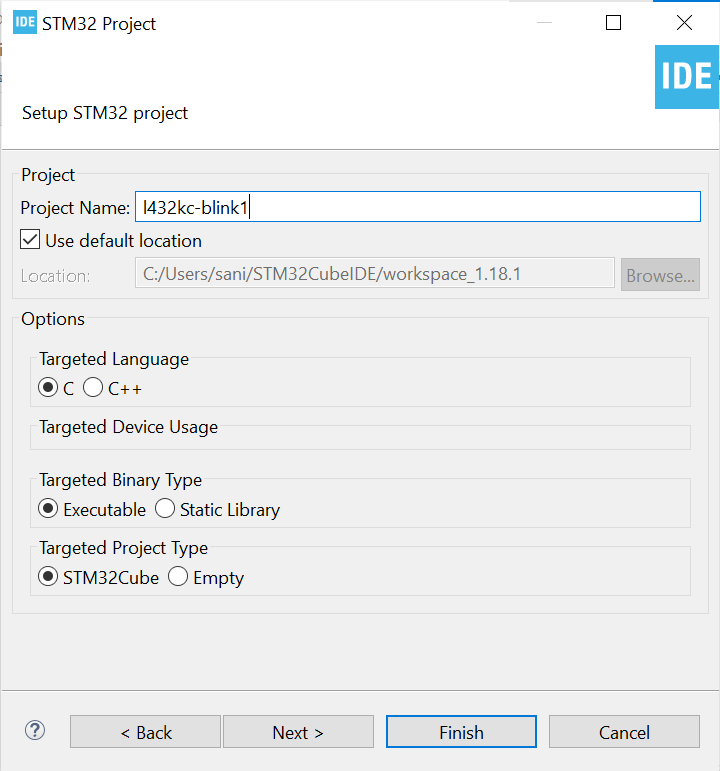 IDE STM32 Project
IDE
Setup STM32 project
Project
Project Name: l432kc-blink1
Use default location
Location: C:/Users/sani/STM32CubeIDE/workspace_1.18.1 Browse...
Options
Targeted Language
C C++
Targeted Device Usage
Targeted Binary Type
Executable Static Library
Targeted Project Type
STM32Cube Empty
? < Back Next > Finish Cancel